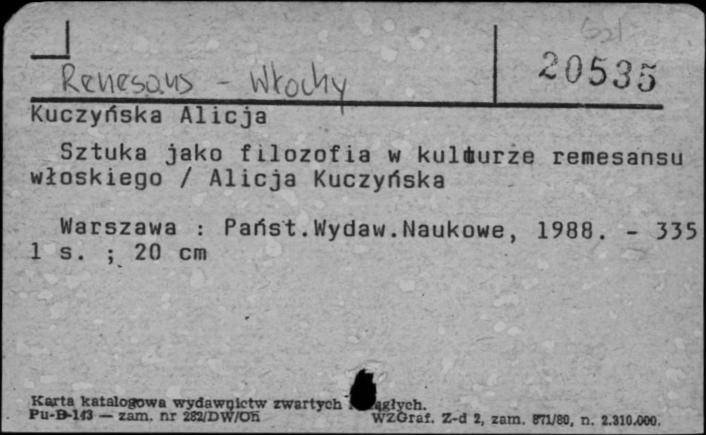 621
20535
Renesans - Włochy
Kuczyńska Alicja
Sztuka jako filozofia w kulturze remesansu
włoskiego / Alicja Kuczyńska
Warszawa : Państ.Wydaw.Naukowe, 1988. - 335
1 s. ; 20 cm
Karta katalogowa wydawnictw zwartych
Pu-B-143 — zam. nr 282/DW/Oh
WZGraf. Z-d 2, zam. 871/80, n. 2.310.000.